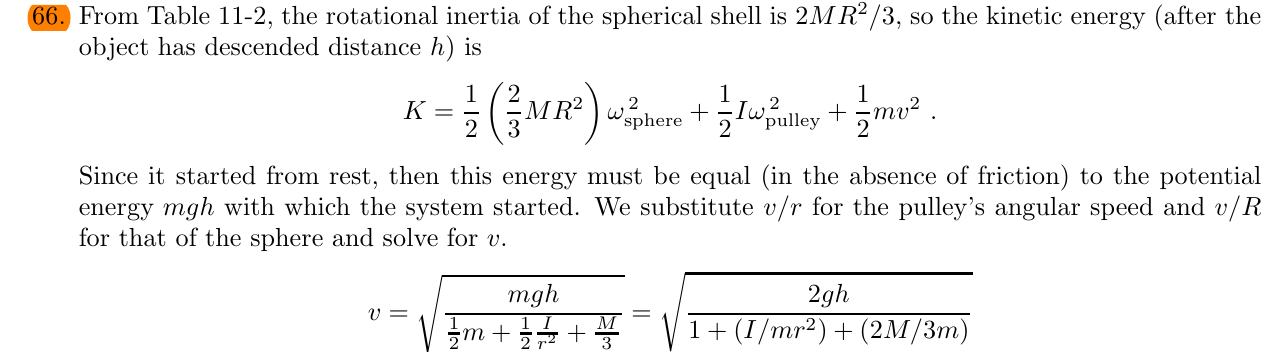 66. From Table 11-2, the rotational inertia of the spherical shell is 2MR²/3, so the kinetic energy (after the
object has descended distance h) is
K = \frac{1}{2} \left( \frac{2}{3} MR^2 \right) \omega_{\text{sphere}}^2 + \frac{1}{2} I\omega_{\text{pulley}}^2 + \frac{1}{2} mv^2 .
Since it started from rest, then this energy must be equal (in the absence of friction) to the potential
energy mgh with which the system started. We substitute v/r for the pulley’s angular speed and v/R
for that of the sphere and solve for v.
v = \sqrt{\frac{mgh}{\frac{1}{2}m + \frac{1}{2}\frac{I}{r^2} + \frac{M}{3}}} = \sqrt{\frac{2gh}{1 + (I/mr^2) + (2M/3m)}}